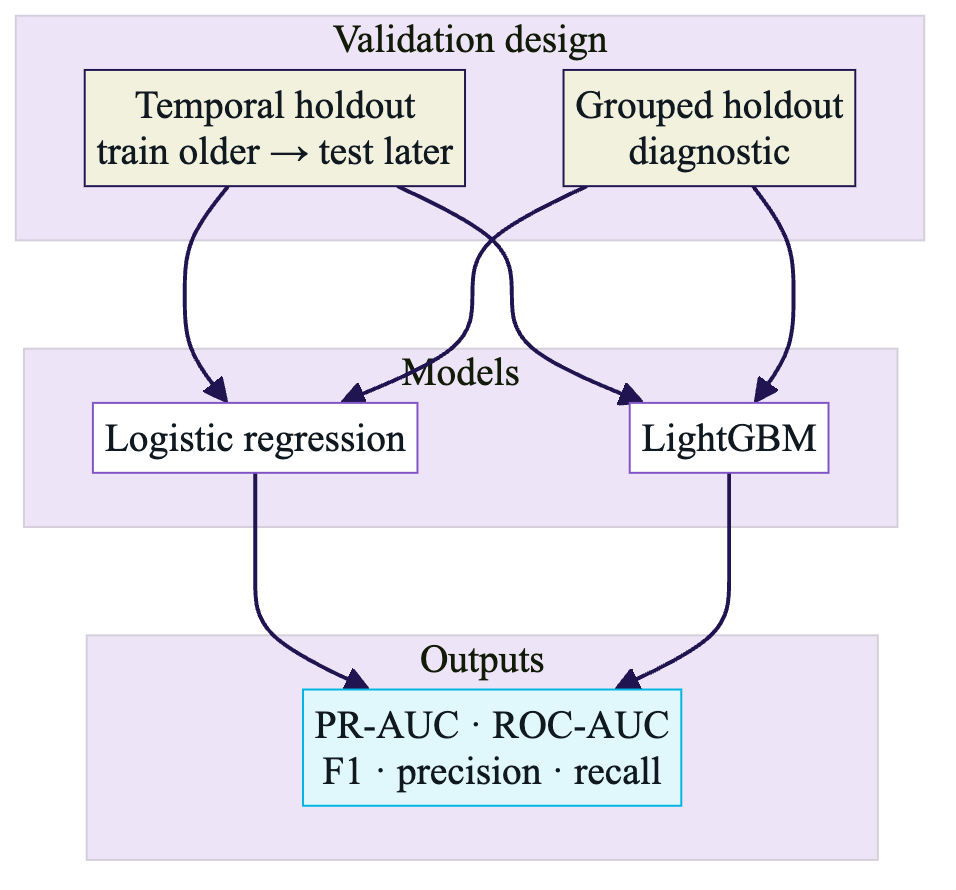 Validation design
Temporal holdout
train older → test later
Grouped holdout
diagnostic
Models
Logistic regression
LightGBM
Outputs
PR-AUC · ROC-AUC
F1 · precision · recall